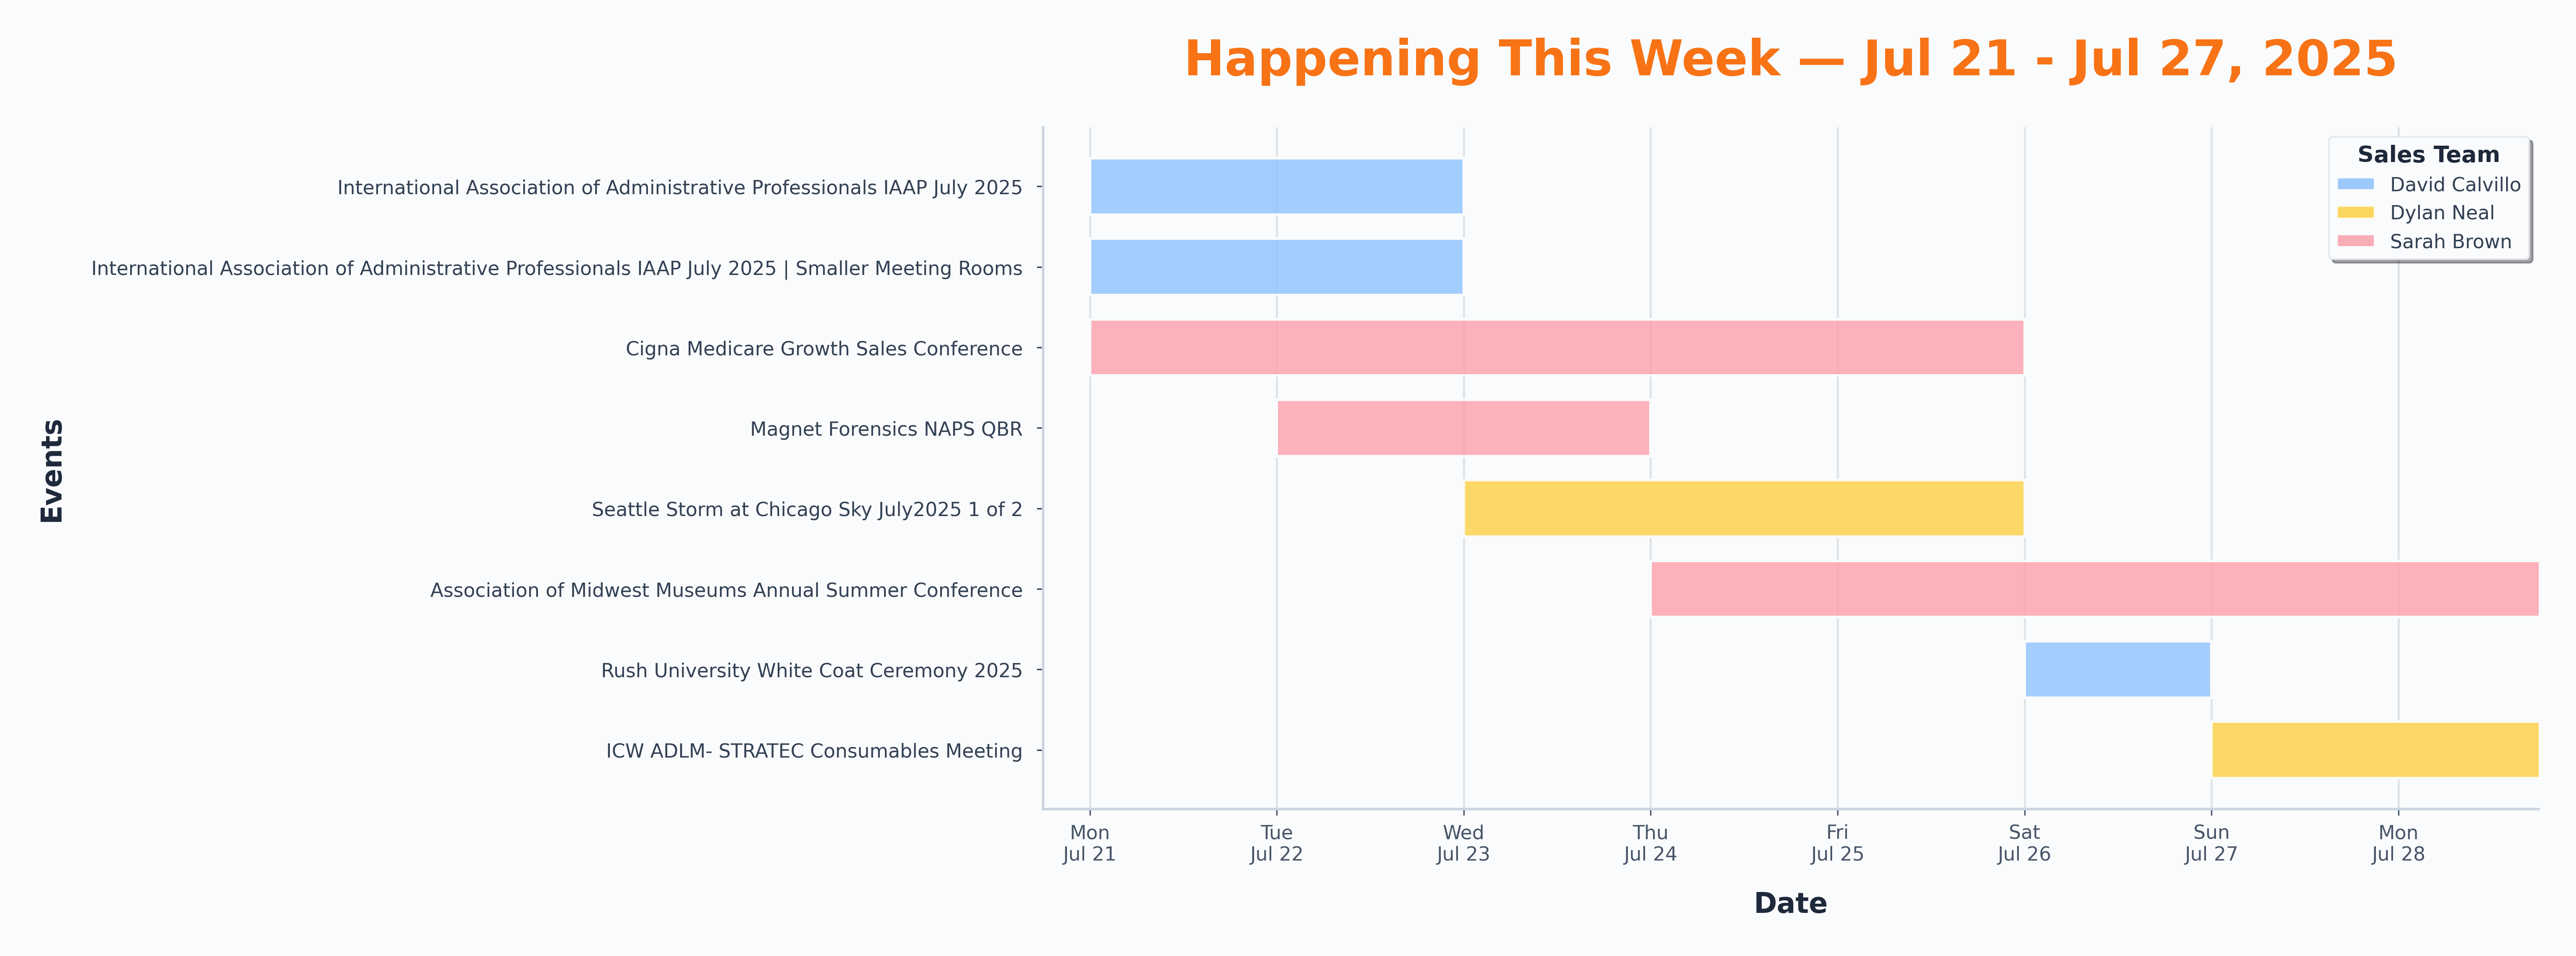 Happening This Week — Jul 21 - Jul 27, 2025
Sales Team
David Calvillo
Dylan Neal
Sarah Brown
Events
International Association of Administrative Professionals IAAP July 2025
International Association of Administrative Professionals IAAP July 2025 | Smaller Meeting Rooms
Cigna Medicare Growth Sales Conference
Magnet Forensics NAPS QBR
Seattle Storm at Chicago Sky July2025 1 of 2
Association of Midwest Museums Annual Summer Conference
Rush University White Coat Ceremony 2025
ICW ADLM- STRATEC Consumables Meeting
Mon Tue Wed Thu Fri Sat Sun Mon
Jul 21 Jul 22 Jul 23 Jul 24 Jul 25 Jul 26 Jul 27 Jul 28
Date